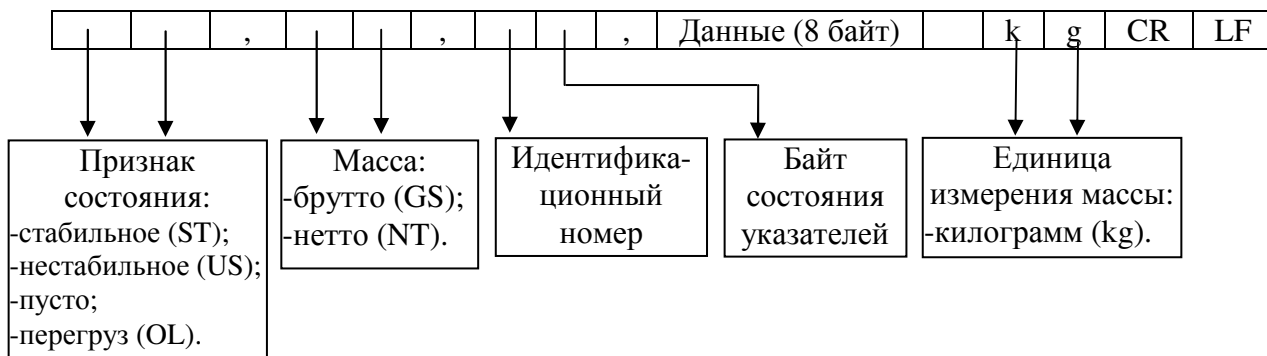 , , , Данные (8 байт) k g CR LF
Признак
состояния:
-стабильное (ST);
-нестабильное (US);
-пусто;
-перегруз (OL).
Масса:
-брутто (GS);
-нетто (NT).
Идентифика-
ционный
номер
Байт
состояния
указателей
Единица
измерения массы:
-килограмм (kg).